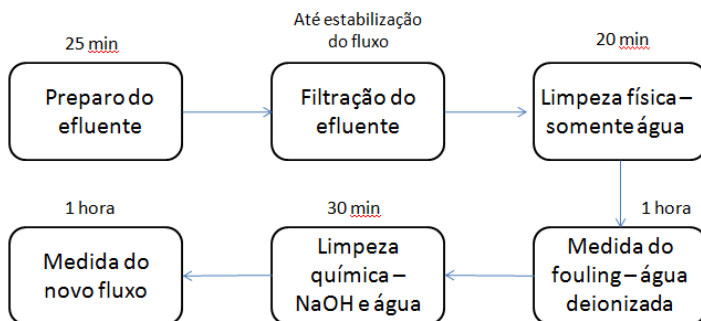 25 min
Preparo do
efluente
Até estabilização
do fluxo
Filtração do
efluente
20 min
Limpeza física –
somente água
1 hora
Medida do
fouling – água
deionizada
30 min
Limpeza
química –
NaOH e água
1 hora
Medida do
novo fluxo